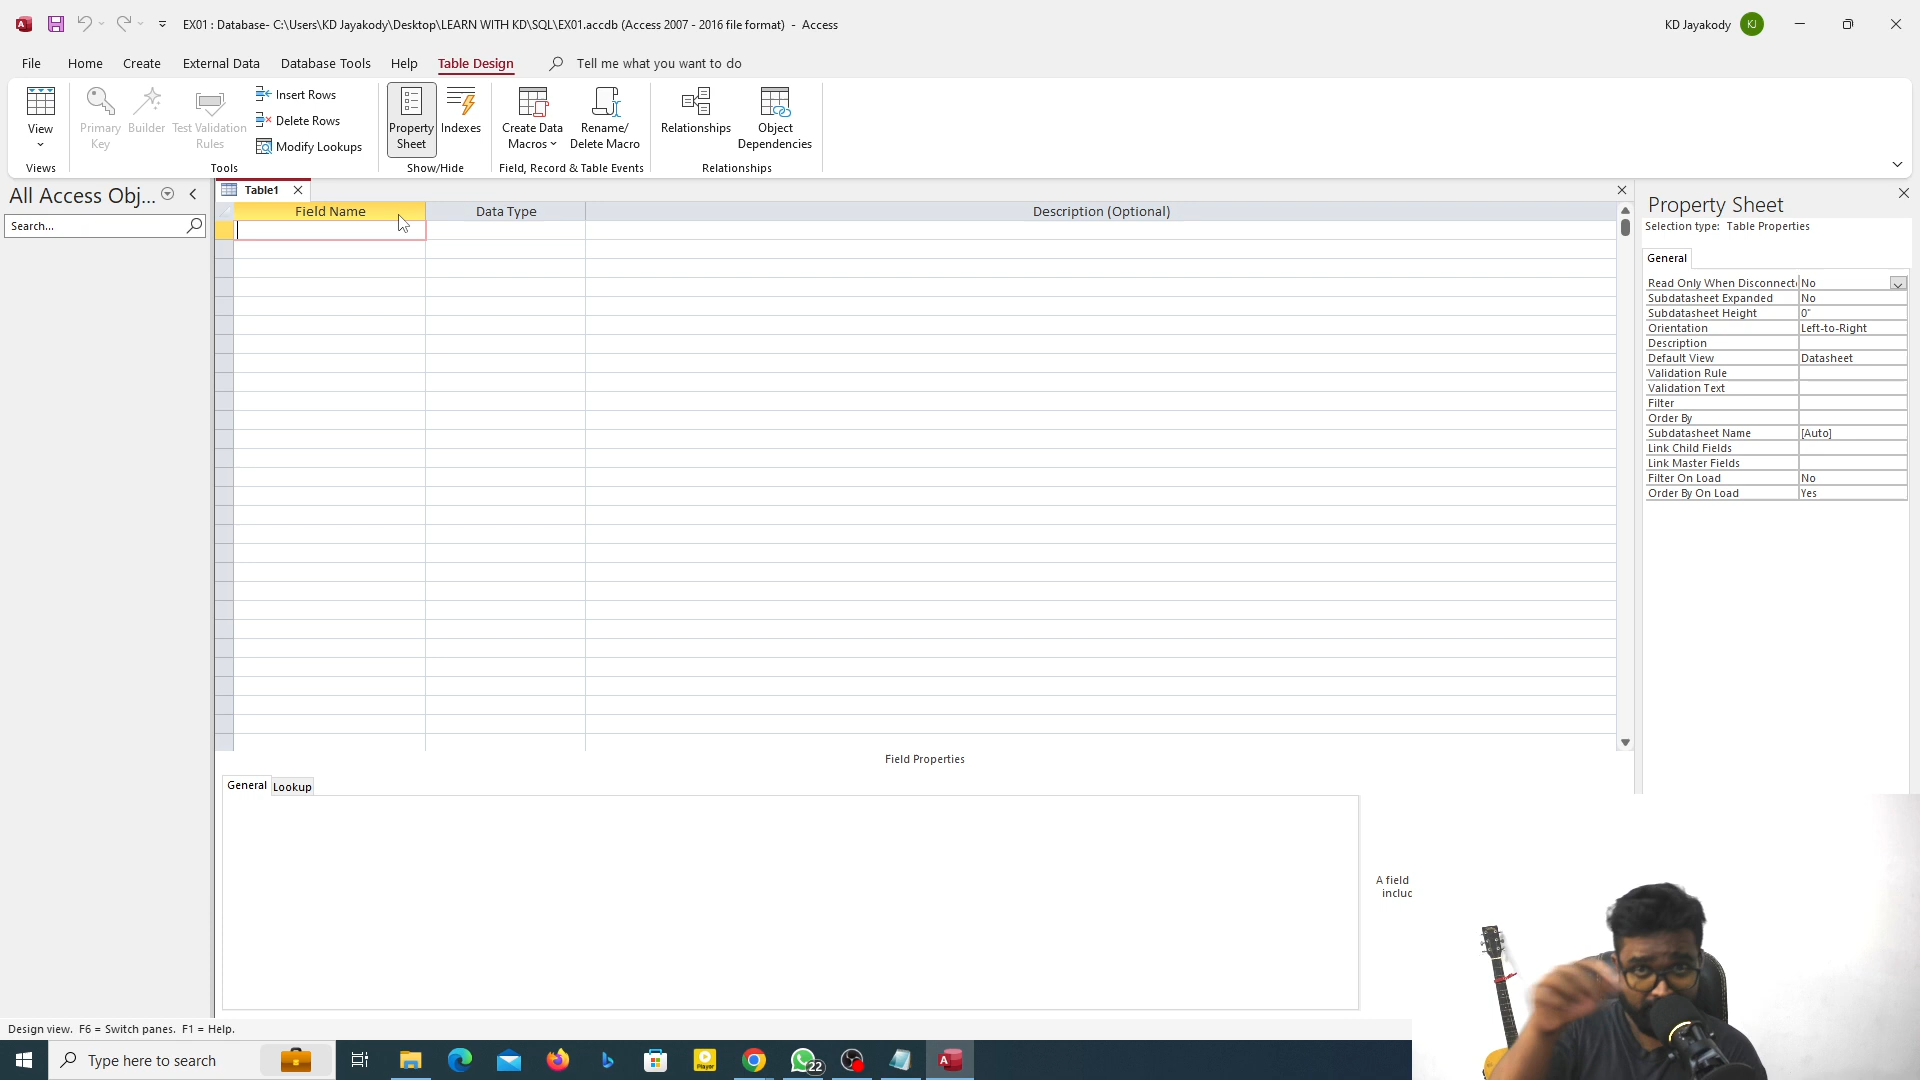 EX01 : Database- C:\Users\KD Jayakody\Desktop\LEARN WITH KD\SQL\EX01.accdb (Access 2007 - 2016 file format) - Access
KD Jayakody
KJ
File
Home
Create
External Data
Database Tools
Help
Table Design
Tell me what you want to do
View
Primary
Key
Builder
Test Validation
Rules
Insert Rows
Delete Rows
Modify Lookups
Property
Sheet
Indexes
Create Data
Macros
Rename/
Delete Macro
Relationships
Object
Dependencies
Views
Tools
Show/Hide
Field, Record & Table Events
Relationships
All Access Obj...
Search...
Table1
Field Name
Data Type
Description (Optional)
Field Properties
General
Lookup
A field
incluc
Property Sheet
Selection type: Table Properties
General
Read Only When Disconnect No
Subdatasheet Expanded No
Subdatasheet Height 0"
Orientation Left-to-Right
Description
Default View Datasheet
Validation Rule
Validation Text
Filter
Order By
Subdatasheet Name [Auto]
Link Child Fields
Link Master Fields
Filter On Load No
Order By On Load Yes
Design view. F6 = Switch panes. F1 = Help.
Type here to search
Player
22
A